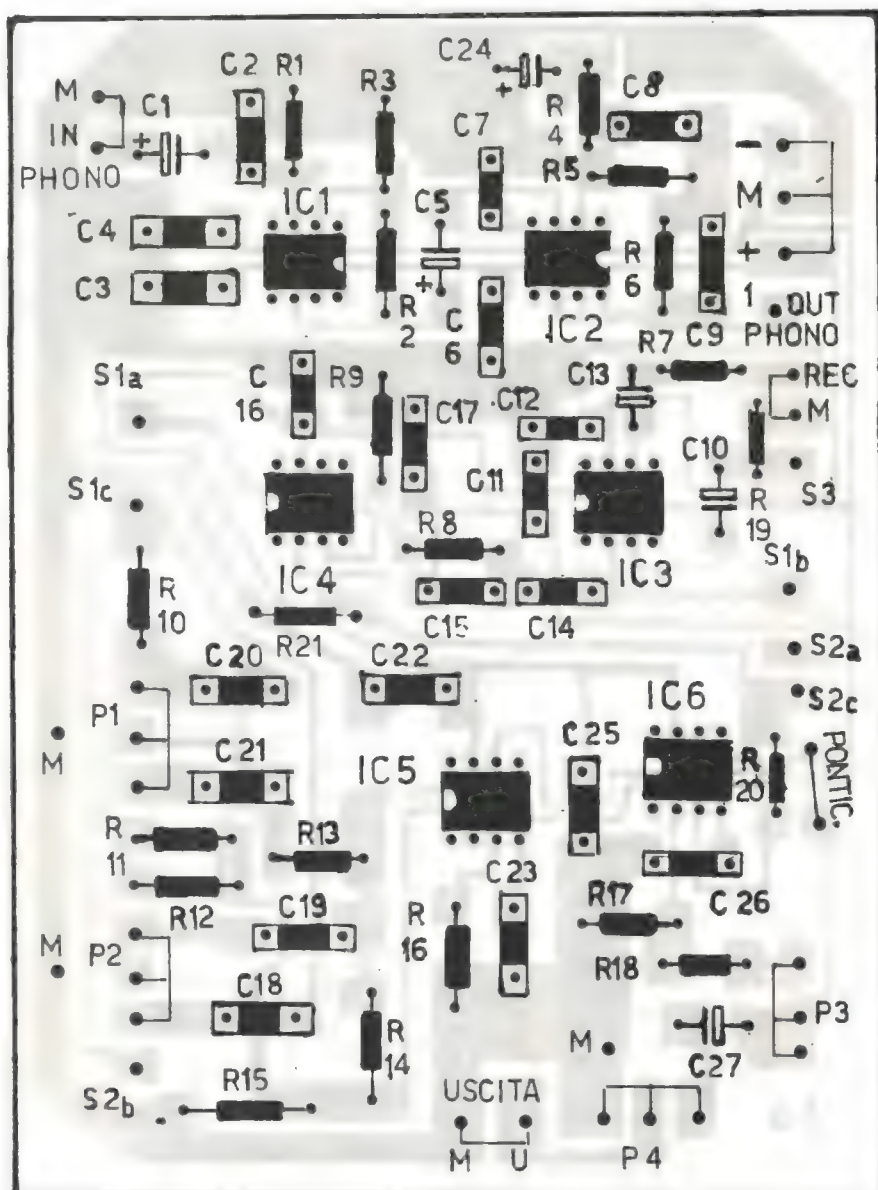 C24
C2 R1 R3 R 4 C8
M C1
IN +
PHONO
C7
+
R5 -
IC1 C5 M
C4
R 2 + R 6 +
C3 C 6 IC2 1 OUT
R7 C9 PHONO
S1a C 16 R9 C13 REC
C17 C12 M
C10
S1c C11 S3
R8 R 19
IC4 IC3 S1b
R 10 R21 C15 C14
S2a
C20 C22 IC6 S2c
P1
M C21 IC5 C25 R 20 PONTIC.
R 11 R13
R12 C19 R 16 C23 R17 C26
M P2 R18
C18 P3
R 14 M C27
S2b R15 USCITA
M U P4